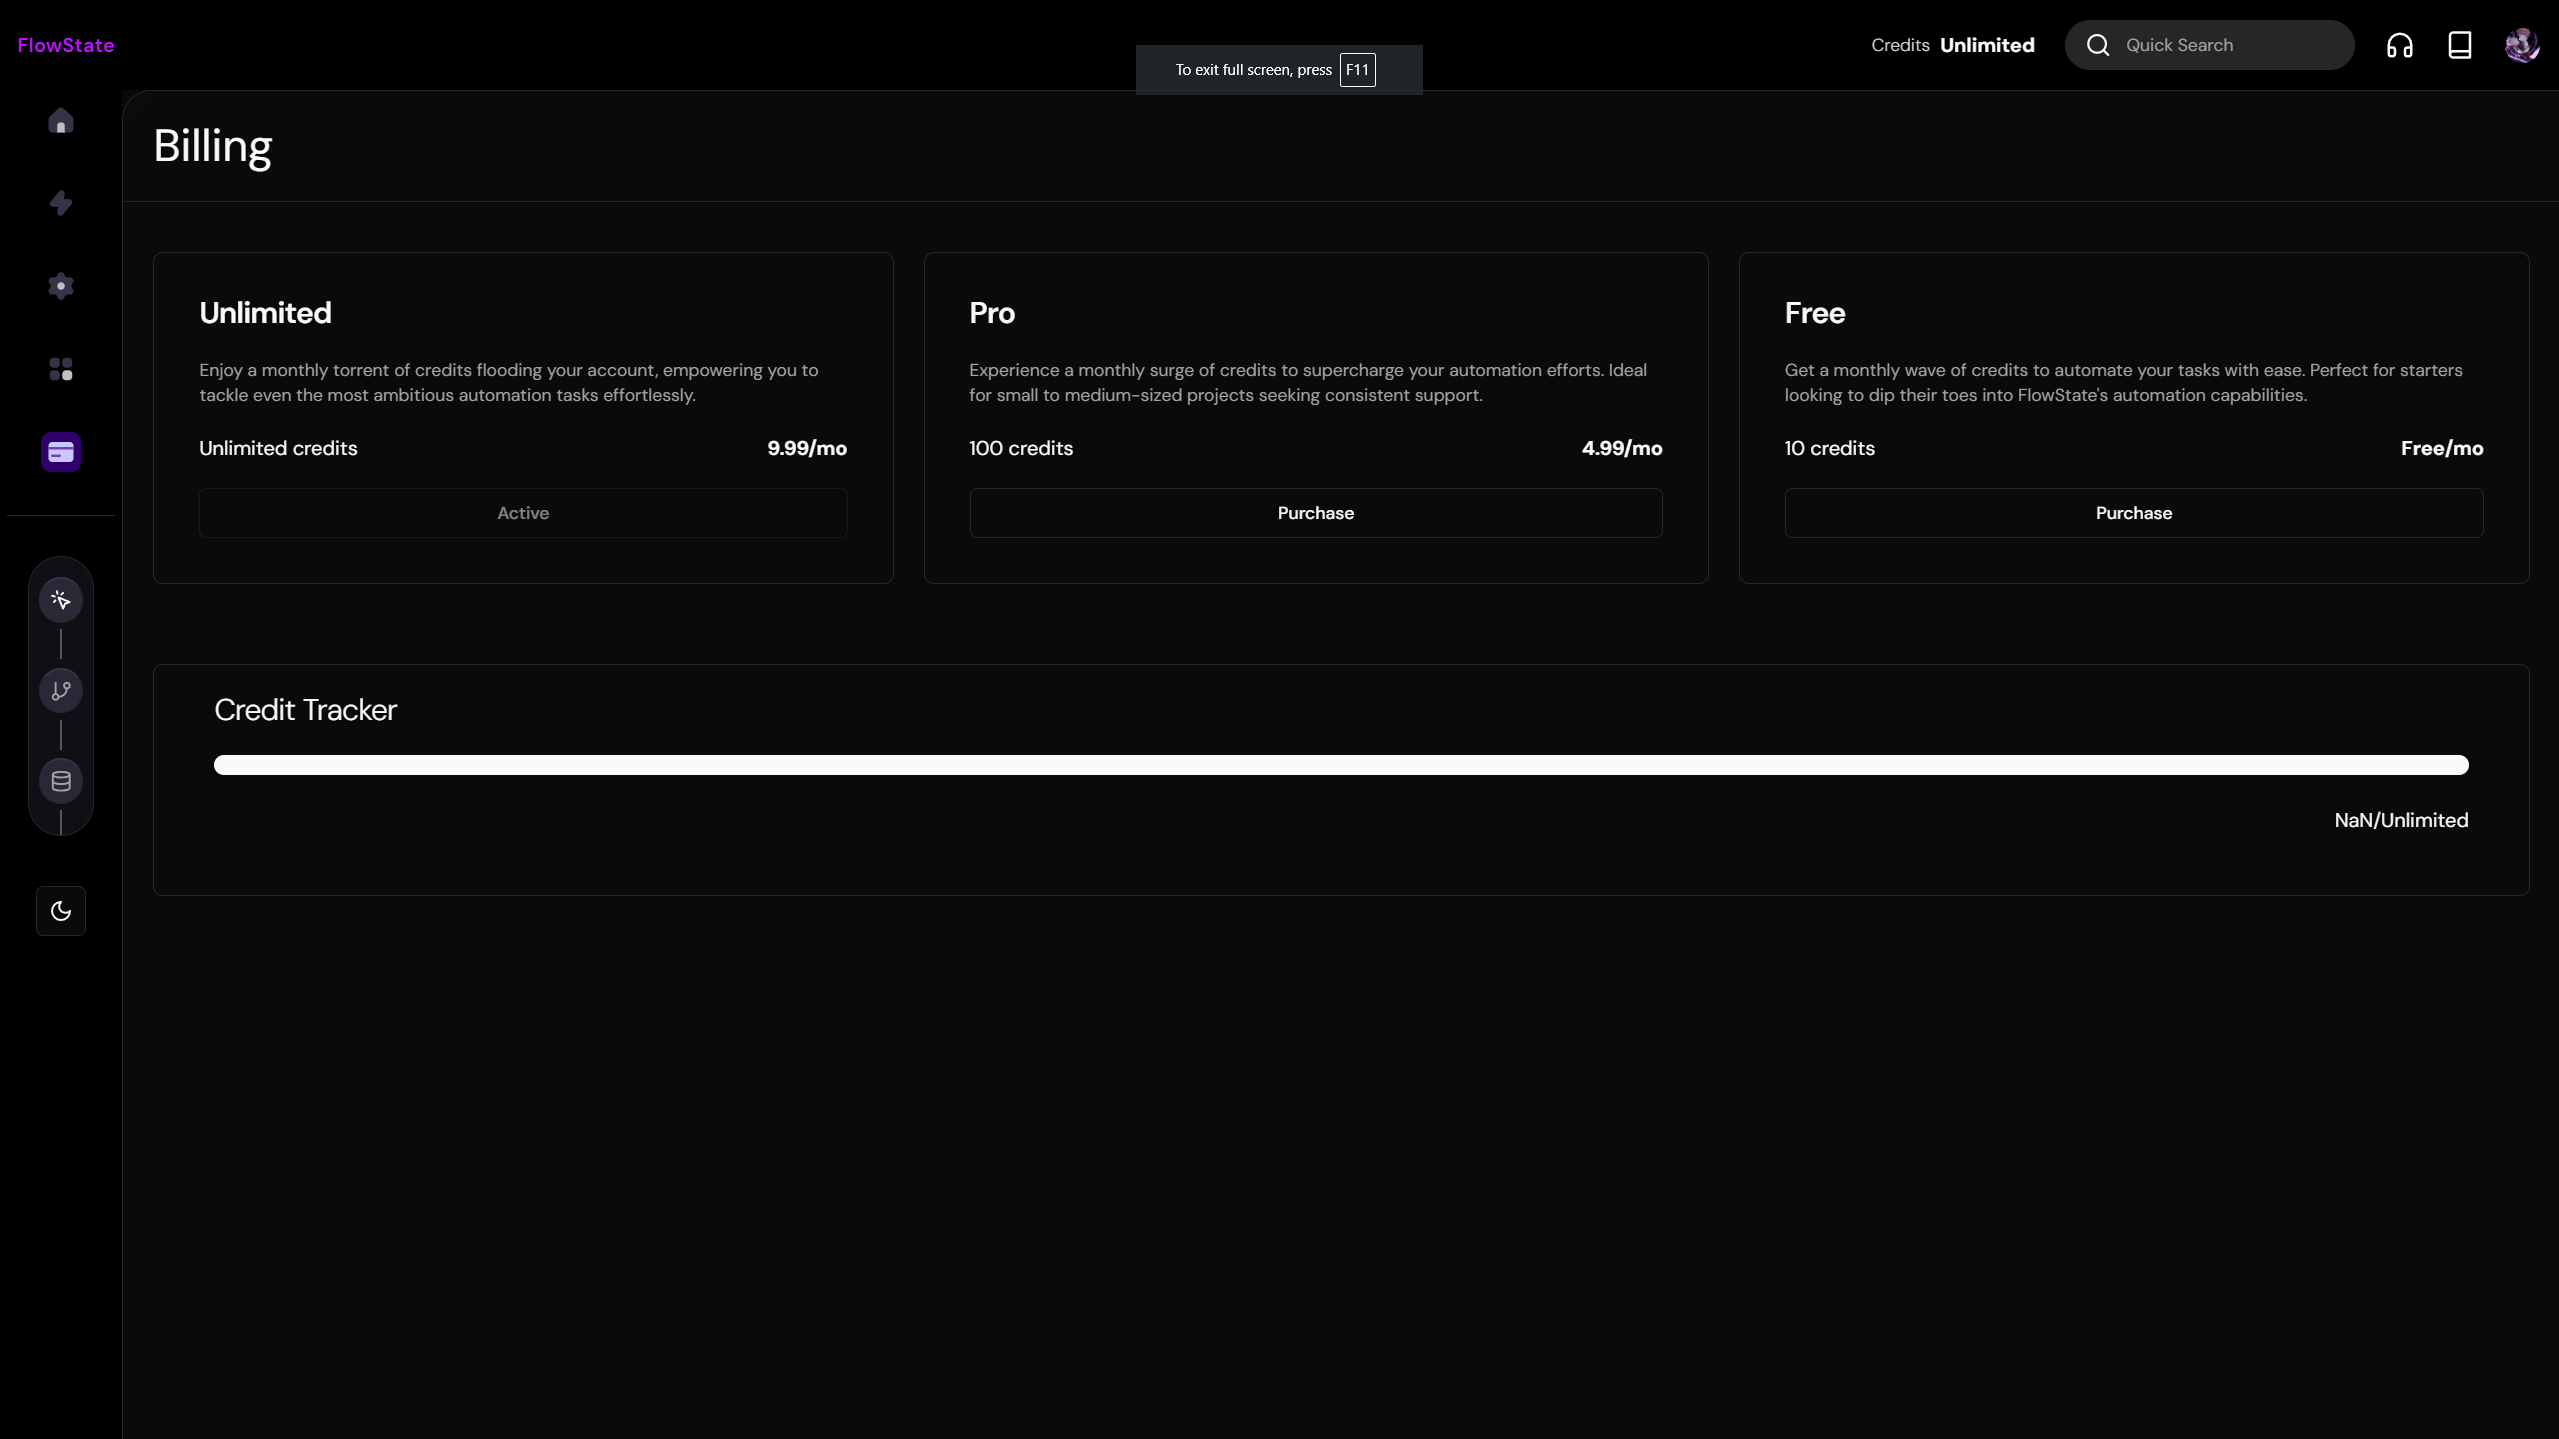 FlowState
Credits Unlimited
Quick Search
To exit full screen, press F11
Billing
Unlimited
Enjoy a monthly torrent of credits flooding your account, empowering you to
tackle even the most ambitious automation tasks effortlessly.
Unlimited credits 9.99/mo
Active
Pro
Experience a monthly surge of credits to supercharge your automation efforts. Ideal
for small to medium-sized projects seeking consistent support.
100 credits 4.99/mo
Purchase
Free
Get a monthly wave of credits to automate your tasks with ease. Perfect for starters
looking to dip their toes into FlowState's automation capabilities.
10 credits Free/mo
Purchase
Credit Tracker
NaN/Unlimited